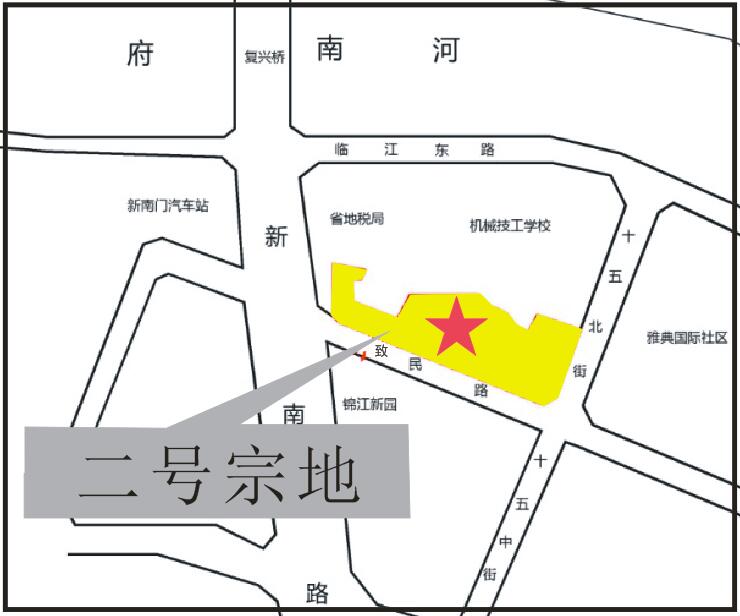 府南河
复兴桥
临江东路
新南门汽车站
省地税局
机械技工学校
新南路
十五北街
雅典国际社区
致民路
锦江新园
二号宗地
十五中街